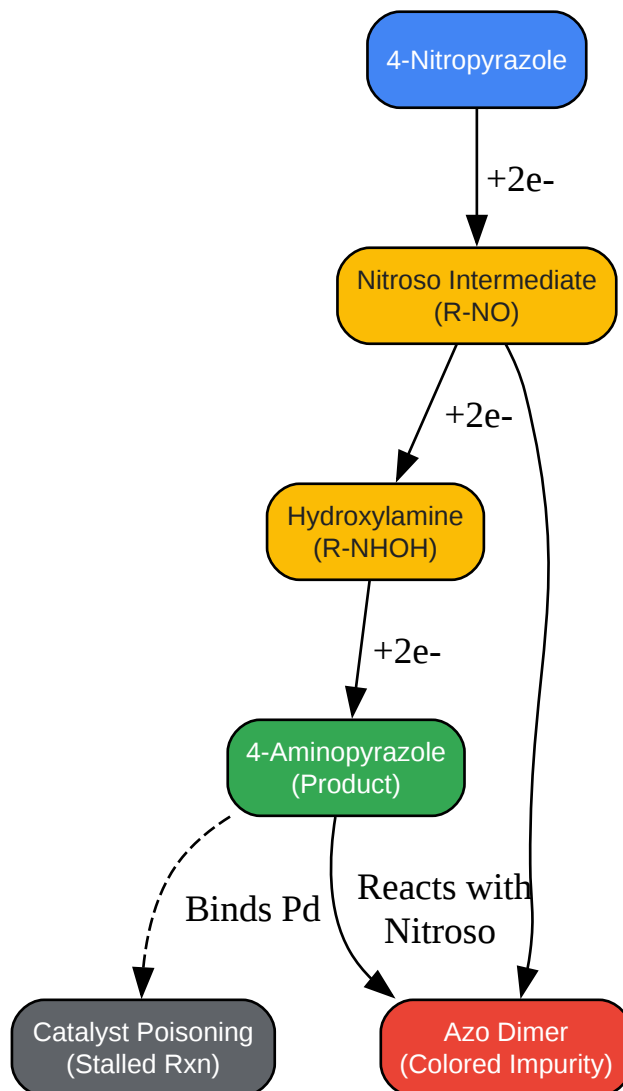 4-Nitropyrazole
+2e-
Nitroso Intermediate
(R-NO)
+2e-
Hydroxylamine
(R-NHOH)
+2e-
4-Aminopyrazole
(Product)
Binds Pd
Reacts with
Nitroso
Catalyst Poisoning
(Stalled Rxn)
Azo Dimer
(Colored Impurity)